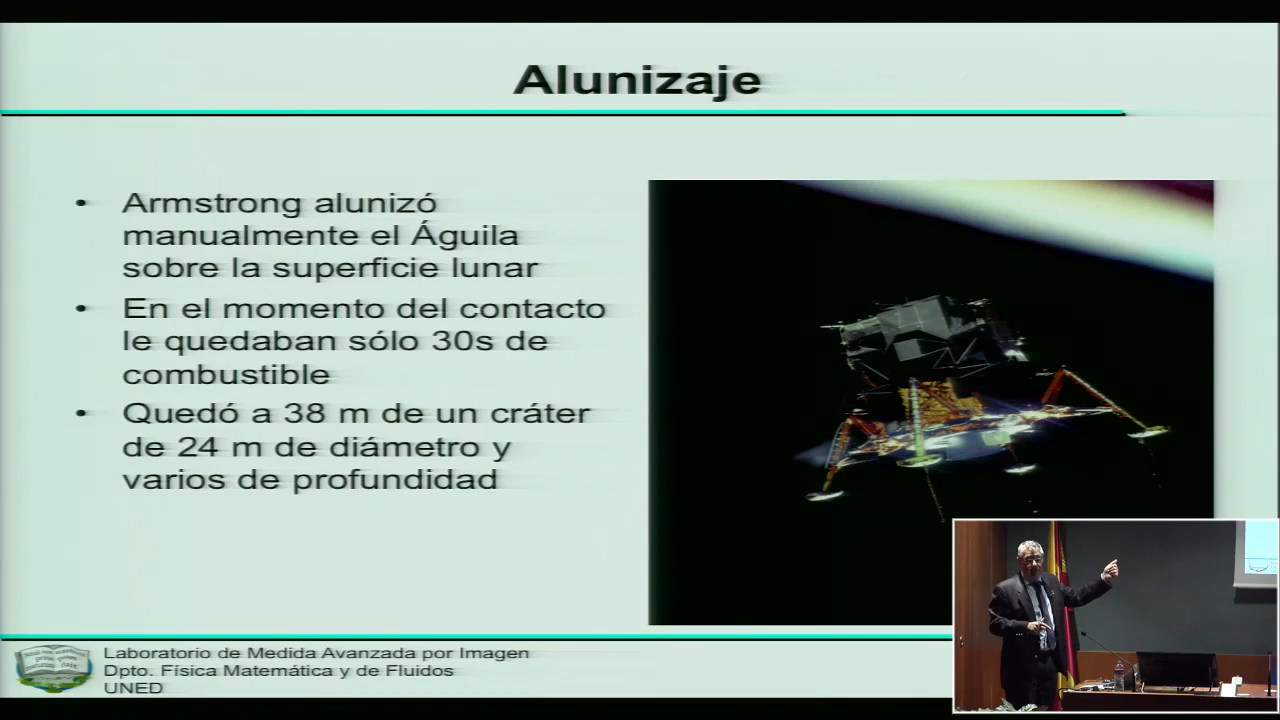 Alunizaje
• Armstrong alunizó
manualmente el Águila
sobre la superficie lunar
• En el momento del contacto
le quedaban sólo 30s de
combustible
• Quedó a 38 m de un cráter
de 24 m de diámetro y
varios de profundidad
Laboratorio de Medida Avanzada por Imagen
Dpto. Física Matemática y de Fluidos
UNED